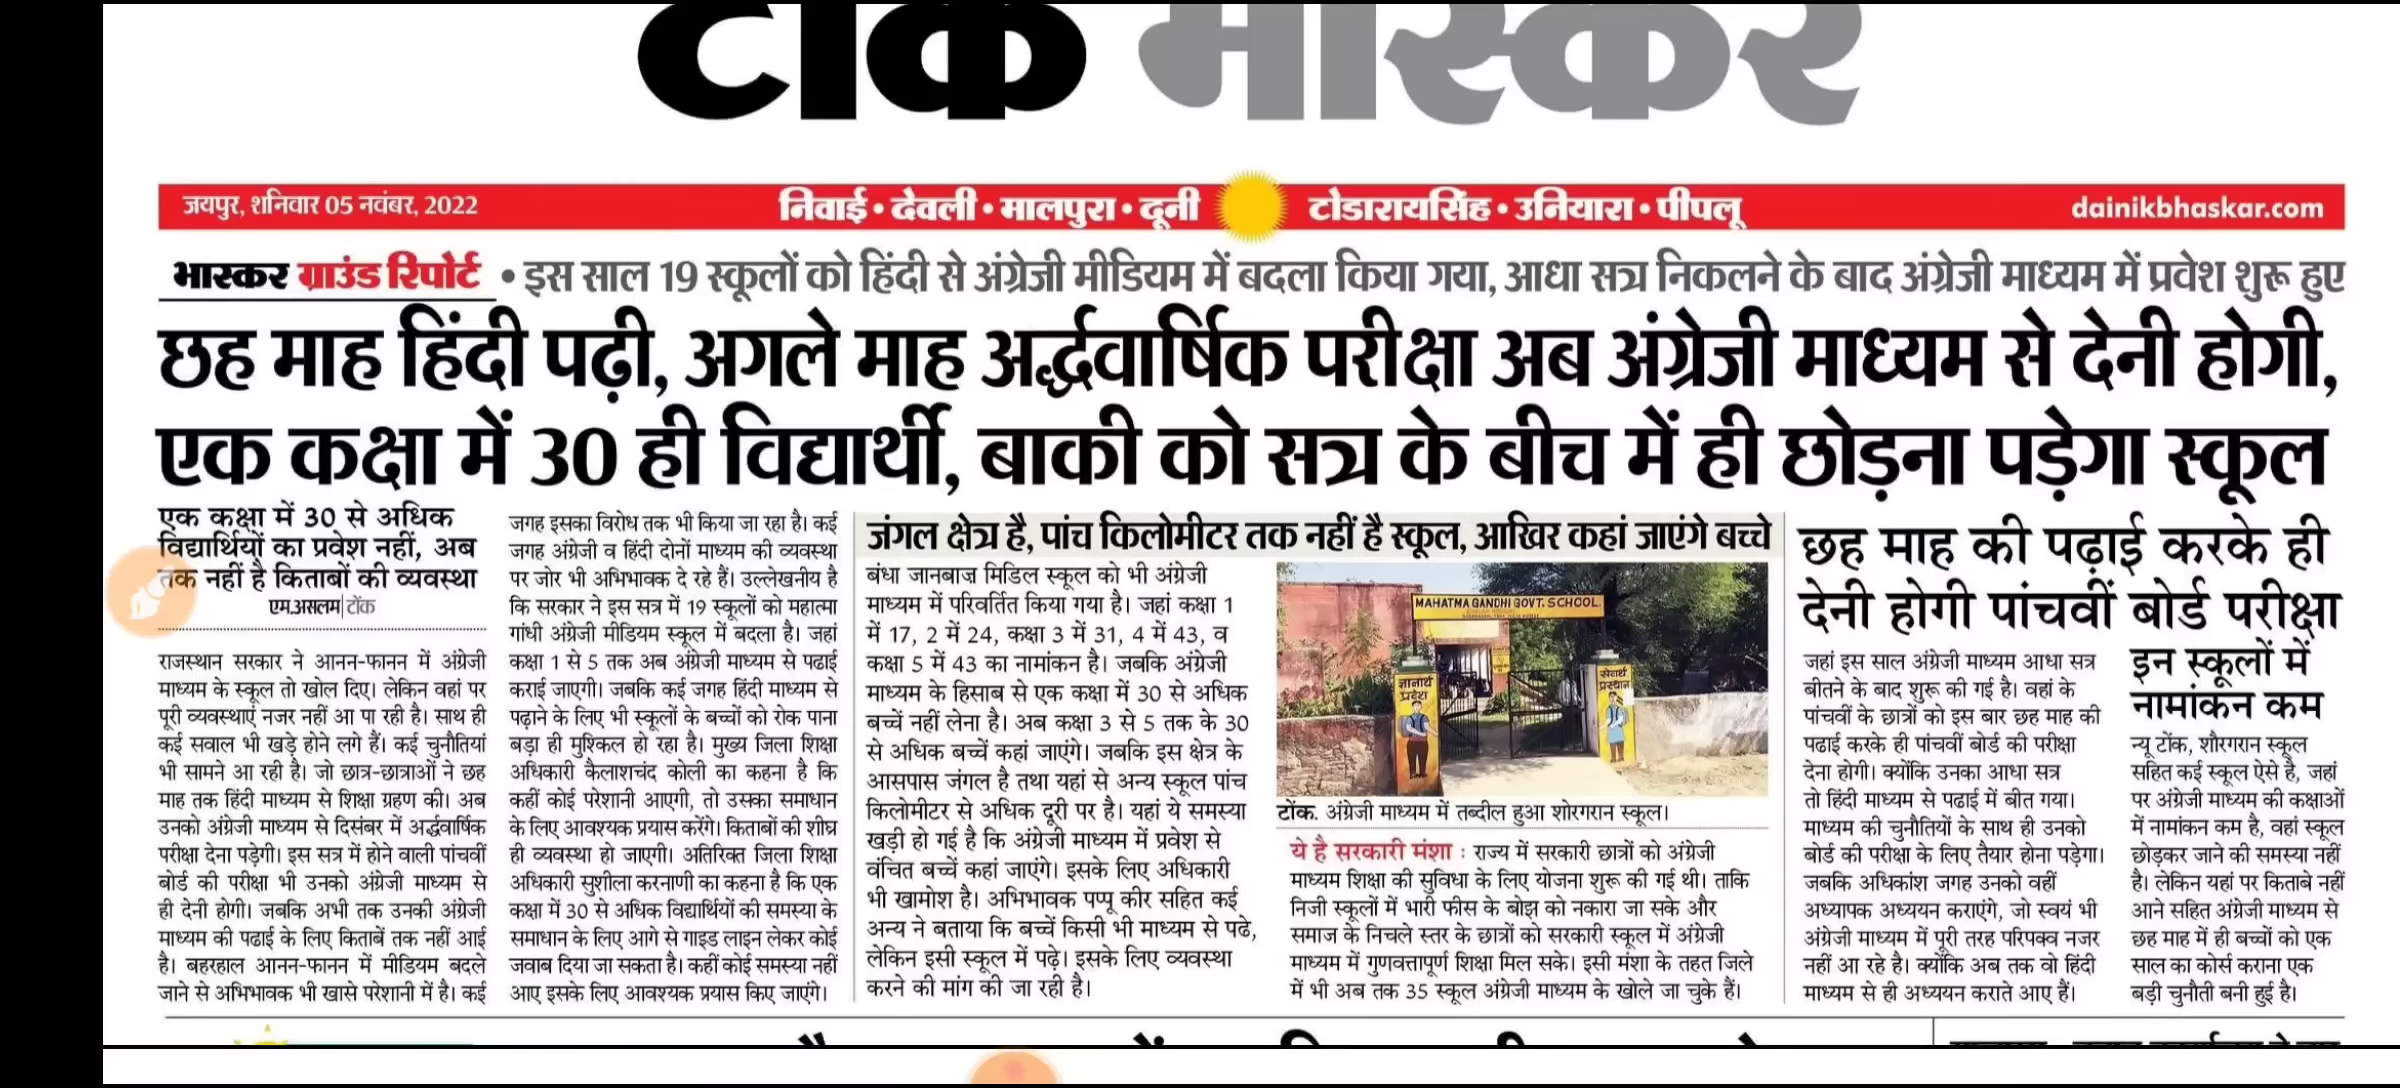 टोंक भास्कर
जयपुर, शनिवार 05 नवंबर, 2022
निवाई • देवली • मालपुरा • दूनी
टोडारायसिंह • उनियारा • पीपलू
dainikbhaskar.com
भास्कर ग्राउंड रिपोर्ट • इस साल 19 स्कूलों को हिंदी से अंग्रेजी मीडियम में बदला किया गया, आधा सत्र निकलने के बाद अंग्रेजी माध्यम में प्रवेश शुरू हुए
छह माह हिंदी पढ़ी, अगले माह अर्द्धवार्षिक परीक्षा अब अंग्रेजी माध्यम से देनी होगी,
एक कक्षा में 30 ही विद्यार्थी, बाकी को सत्र के बीच में ही छोड़ना पड़ेगा स्कूल
एक कक्षा में 30 से अधिक
विद्यार्थियों का प्रवेश नहीं, अब
तक नहीं है किताबों की व्यवस्था
एम.असलम|टोंक
राजस्थान सरकार ने आनन-फानन में अंग्रेजी
माध्यम के स्कूल तो खोल दिए। लेकिन वहां पर
पूरी व्यवस्थाएं नजर नहीं आ पा रही है। साथ ही
कई सवाल भी खड़े होने लगे हैं। कई चुनौतियां
भी सामने आ रही है। जो छात्र-छात्राओं ने छह
माह तक हिंदी माध्यम से शिक्षा ग्रहण की। अब
उनको अंग्रेजी माध्यम से दिसंबर में अर्द्धवार्षिक
परीक्षा देना पड़ेगी। इस सत्र में होने वाली पांचवीं
बोर्ड की परीक्षा भी उनको अंग्रेजी माध्यम से
ही देनी होगी। जबकि अभी तक उनकी अंग्रेजी
माध्यम की पढाई के लिए किताबें तक नहीं आई
है। बहरहाल आनन-फानन में मीडियम बदले
जाने से अभिभावक भी खासे परेशानी में है। कई
जगह इसका विरोध तक भी किया जा रहा है। कई
जगह अंग्रेजी व हिंदी दोनों माध्यम की व्यवस्था
पर जोर भी अभिभावक दे रहे हैं। उल्लेखनीय है
कि सरकार ने इस सत्र में 19 स्कूलों को महात्मा
गांधी अंग्रेजी मीडियम स्कूल में बदला है। जहां
कक्षा 1 से 5 तक अब अंग्रेजी माध्यम से पढाई
कराई जाएगी। जबकि कई जगह हिंदी माध्यम से
पढ़ाने के लिए भी स्कूलों के बच्चों को रोक पाना
बड़ा ही मुश्किल हो रहा है। मुख्य जिला शिक्षा
अधिकारी कैलाशचंद कोली का कहना है कि
कहीं कोई परेशानी आएगी, तो उसका समाधान
के लिए आवश्यक प्रयास करेंगे। किताबों की शीघ्र
ही व्यवस्था हो जाएगी। अतिरिक्त जिला शिक्षा
अधिकारी सुशीला करनाणी का कहना है कि एक
कक्षा में 30 से अधिक विद्यार्थियों की समस्या के
समाधान के लिए आगे से गाइड लाइन लेकर कोई
जवाब दिया जा सकता है। कहीं कोई समस्या नहीं
आए इसके लिए आवश्यक प्रयास किए जाएंगे।
जंगल क्षेत्र है, पांच किलोमीटर तक नहीं है स्कूल, आखिर कहां जाएंगे बच्चे
बंधा जानबाज मिडिल स्कूल को भी अंग्रेजी
माध्यम में परिवर्तित किया गया है। जहां कक्षा 1
में 17, 2 में 24, कक्षा 3 में 31, 4 में 43, व
कक्षा 5 में 43 का नामांकन है। जबकि अंग्रेजी
माध्यम के हिसाब से एक कक्षा में 30 से अधिक
बच्चें नहीं लेना है। अब कक्षा 3 से 5 तक के 30
से अधिक बच्चें कहां जाएंगे। जबकि इस क्षेत्र के
आसपास जंगल है तथा यहां से अन्य स्कूल पांच
किलोमीटर से अधिक दूरी पर है। यहां ये समस्या
खड़ी हो गई है कि अंग्रेजी माध्यम में प्रवेश से
वंचित बच्चें कहां जाएंगे। इसके लिए अधिकारी
भी खामोश है। अभिभावक पप्पू कीर सहित कई
अन्य ने बताया कि बच्चें किसी भी माध्यम से पढे,
लेकिन इसी स्कूल में पढ़े। इसके लिए व्यवस्था
करने की मांग की जा रही है।
MAHATMA GANDHI GOVT. SCHOOL
ज्ञानार्थ
प्रवेश
सेवार्थ
प्रस्थान
टोंक. अंग्रेजी माध्यम में तब्दील हुआ शोरगरान स्कूल।
ये है सरकारी मंशा : राज्य में सरकारी छात्रों को अंग्रेजी
माध्यम शिक्षा की सुविधा के लिए योजना शुरू की गई थी। ताकि
निजी स्कूलों में भारी फीस के बोझ को नकारा जा सके और
समाज के निचले स्तर के छात्रों को सरकारी स्कूल में अंग्रेजी
माध्यम में गुणवत्तापूर्ण शिक्षा मिल सके। इसी मंशा के तहत जिले
में भी अब तक 35 स्कूल अंग्रेजी माध्यम के खोले जा चुके हैं।
छह माह की पढ़ाई करके ही
देनी होगी पांचवीं बोर्ड परीक्षा
जहां इस साल अंग्रेजी माध्यम आधा सत्र
बीतने के बाद शुरू की गई है। वहां के
पांचवीं के छात्रों को इस बार छह माह की
पढाई करके ही पांचवीं बोर्ड की परीक्षा
देना होगी। क्योंकि उनका आधा सत्र
तो हिंदी माध्यम से पढाई में बीत गया।
माध्यम की चुनौतियों के साथ ही उनको
बोर्ड की परीक्षा के लिए तैयार होना पड़ेगा।
जबकि अधिकांश जगह उनको वहीं
अध्यापक अध्ययन कराएंगे, जो स्वयं भी
अंग्रेजी माध्यम में पूरी तरह परिपक्व नजर
नहीं आ रहे है। क्योंकि अब तक वो हिंदी
माध्यम से ही अध्ययन कराते आए हैं।
इन स्कूलों में
नामांकन कम
न्यू टोंक, शौरगरान स्कूल
सहित कई स्कूल ऐसे है, जहां
पर अंग्रेजी माध्यम की कक्षाओं
में नामांकन कम है, वहां स्कूल
छोड़कर जाने की समस्या नहीं
है। लेकिन यहां पर किताबे नहीं
आने सहित अंग्रेजी माध्यम से
छह माह में ही बच्चों को एक
साल का कोर्स कराना एक
बड़ी चुनौती बनी हुई है।